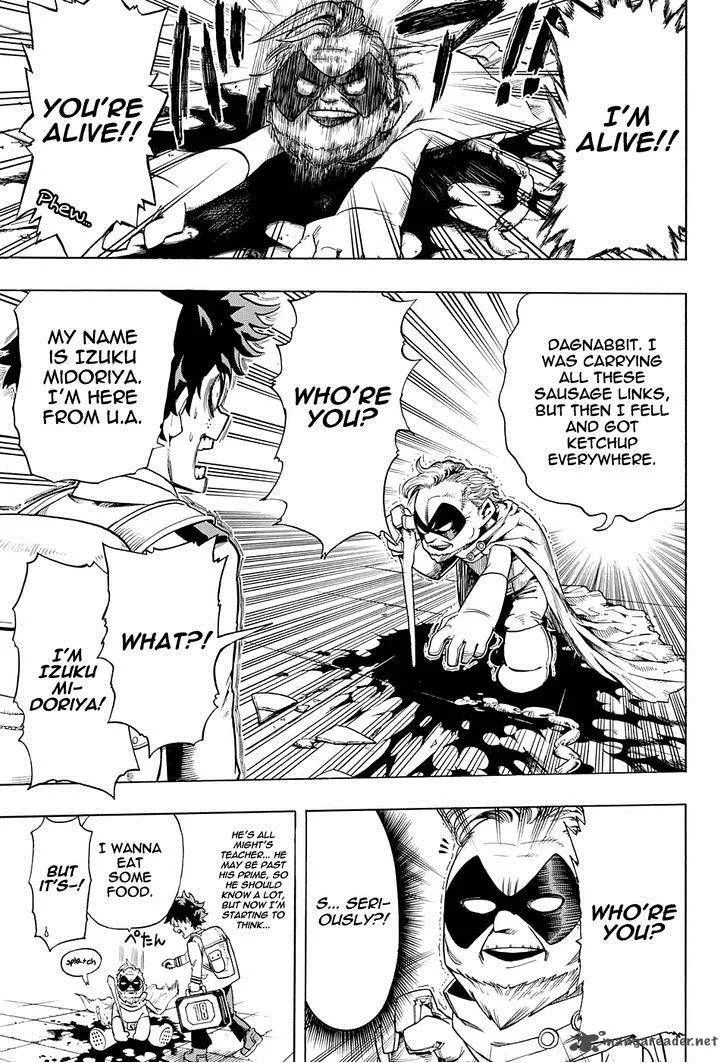 I'M
ALIVE!!
YOU'RE
ALIVE!!
Phew...
DAGNABBIT. I
WAS CARRYING
ALL THESE
SAUSAGE LINKS,
BUT THEN I FELL
AND GOT
KETCHUP
EVERYWHERE.
WHO'RE
YOU?
MY NAME
IS IZUKU
MIDORIYA.
I'M HERE
FROM U.A.
WHAT?!
I'M
IZUKU
MI-
DORIYA!
WHO'RE
YOU?
S... SERI-
OUSLY?!
HE'S ALL
MIGHT'S
TEACHER... HE
MAY BE PAST
HIS PRIME, SO
HE SHOULD
KNOW A LOT,
BUT NOW I'M
STARTING TO
THINK...
I WANNA
EAT
SOME
FOOD.
BUT
IT'S-!
ぺたん
splatch
18
mangareader.net